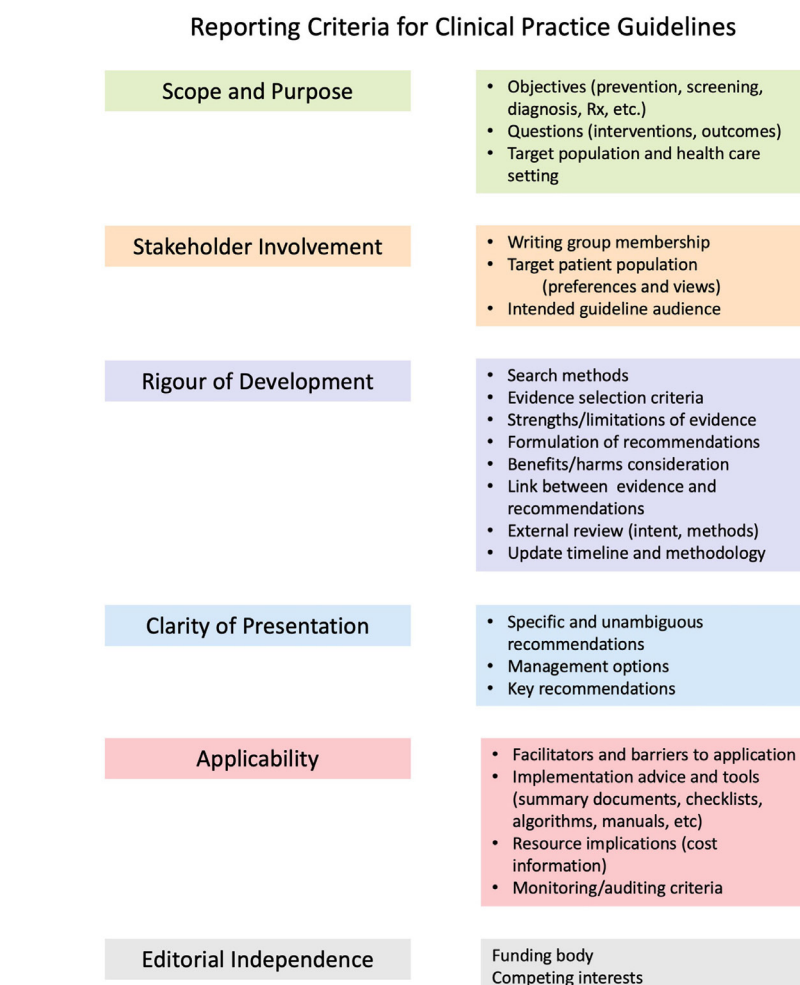 Reporting Criteria for Clinical Practice Guidelines
Scope and Purpose
• Objectives (prevention, screening,
diagnosis, Rx, etc.)
• Questions (interventions, outcomes)
• Target population and health care
setting
Stakeholder Involvement
• Writing group membership
• Target patient population
(preferences and views)
• Intended guideline audience
Rigour of Development
• Search methods
• Evidence selection criteria
• Strengths/limitations of evidence
• Formulation of recommendations
• Benefits/harms consideration
• Link between evidence and
recommendations
• External review (intent, methods)
• Update timeline and methodology
Clarity of Presentation
• Specific and unambiguous
recommendations
• Management options
• Key recommendations
Applicability
• Facilitators and barriers to application
• Implementation advice and tools
(summary documents, checklists,
algorithms, manuals, etc)
• Resource implications (cost
information)
• Monitoring/auditing criteria
Editorial Independence
Funding body
Competing interests